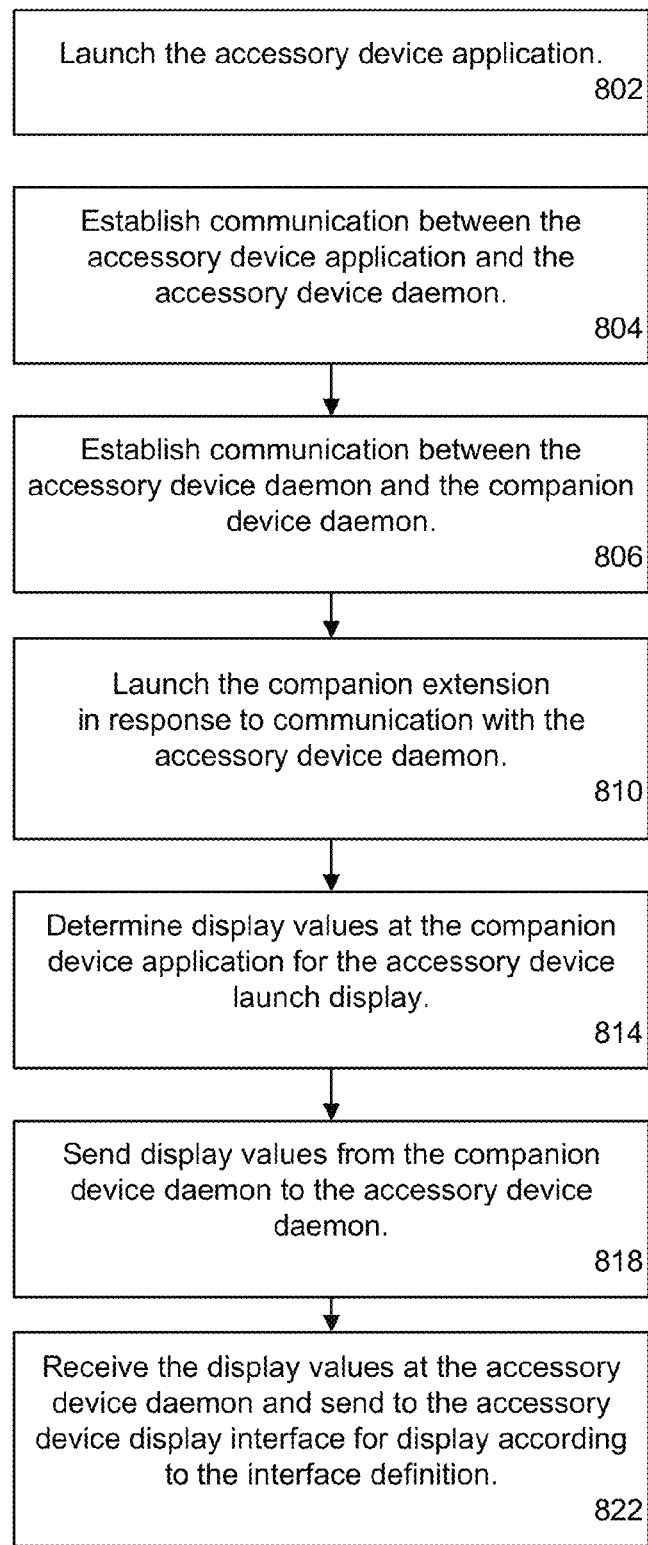 Launch the accessory device application.
802
Establish communication between the
accessory device application and the
accessory device daemon.
804
Establish communication between the
accessory device daemon and the companion
device daemon.
806
Launch the companion extension
in response to communication with the
accessory device daemon.
810
Determine display values at the companion
device application for the accessory device
launch display.
814
Send display values from the companion
device daemon to the accessory device
daemon.
818
Receive the display values at the accessory
device daemon and send to the accessory
device display interface for display according
to the interface definition.
822